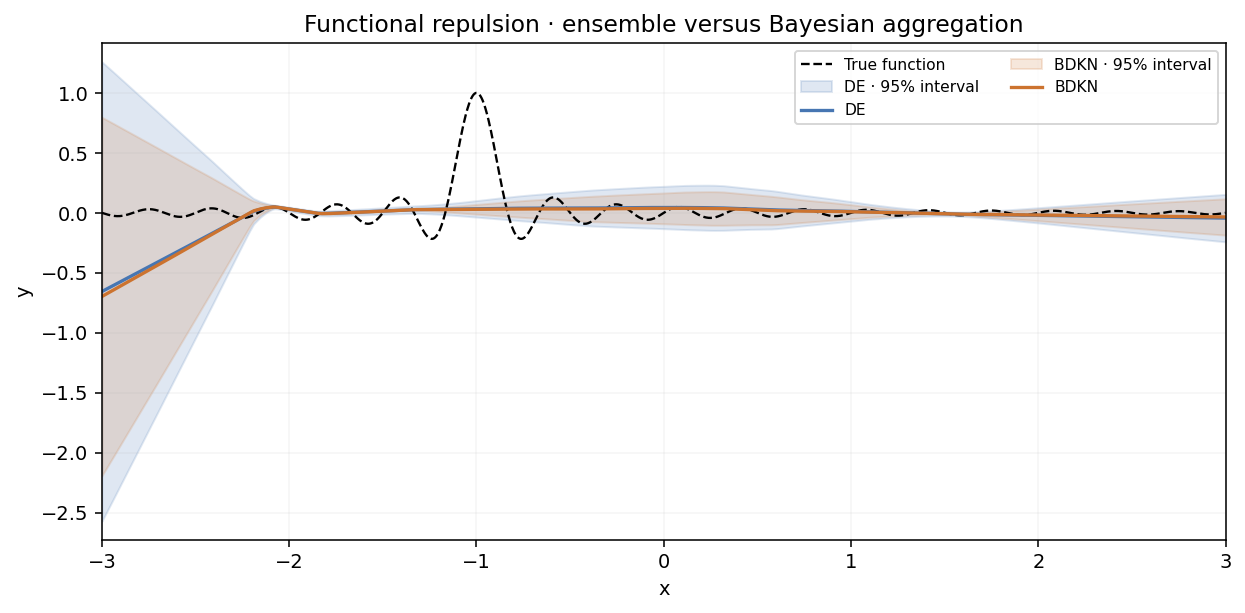 Functional repulsion · ensemble versus Bayesian aggregation
True function
DE · 95% interval
DE
BDKN · 95% interval
BDKN
y
1.0
0.5
0.0
−0.5
−1.0
−1.5
−2.0
−2.5
−3 −2 −1 0 1 2 3
x